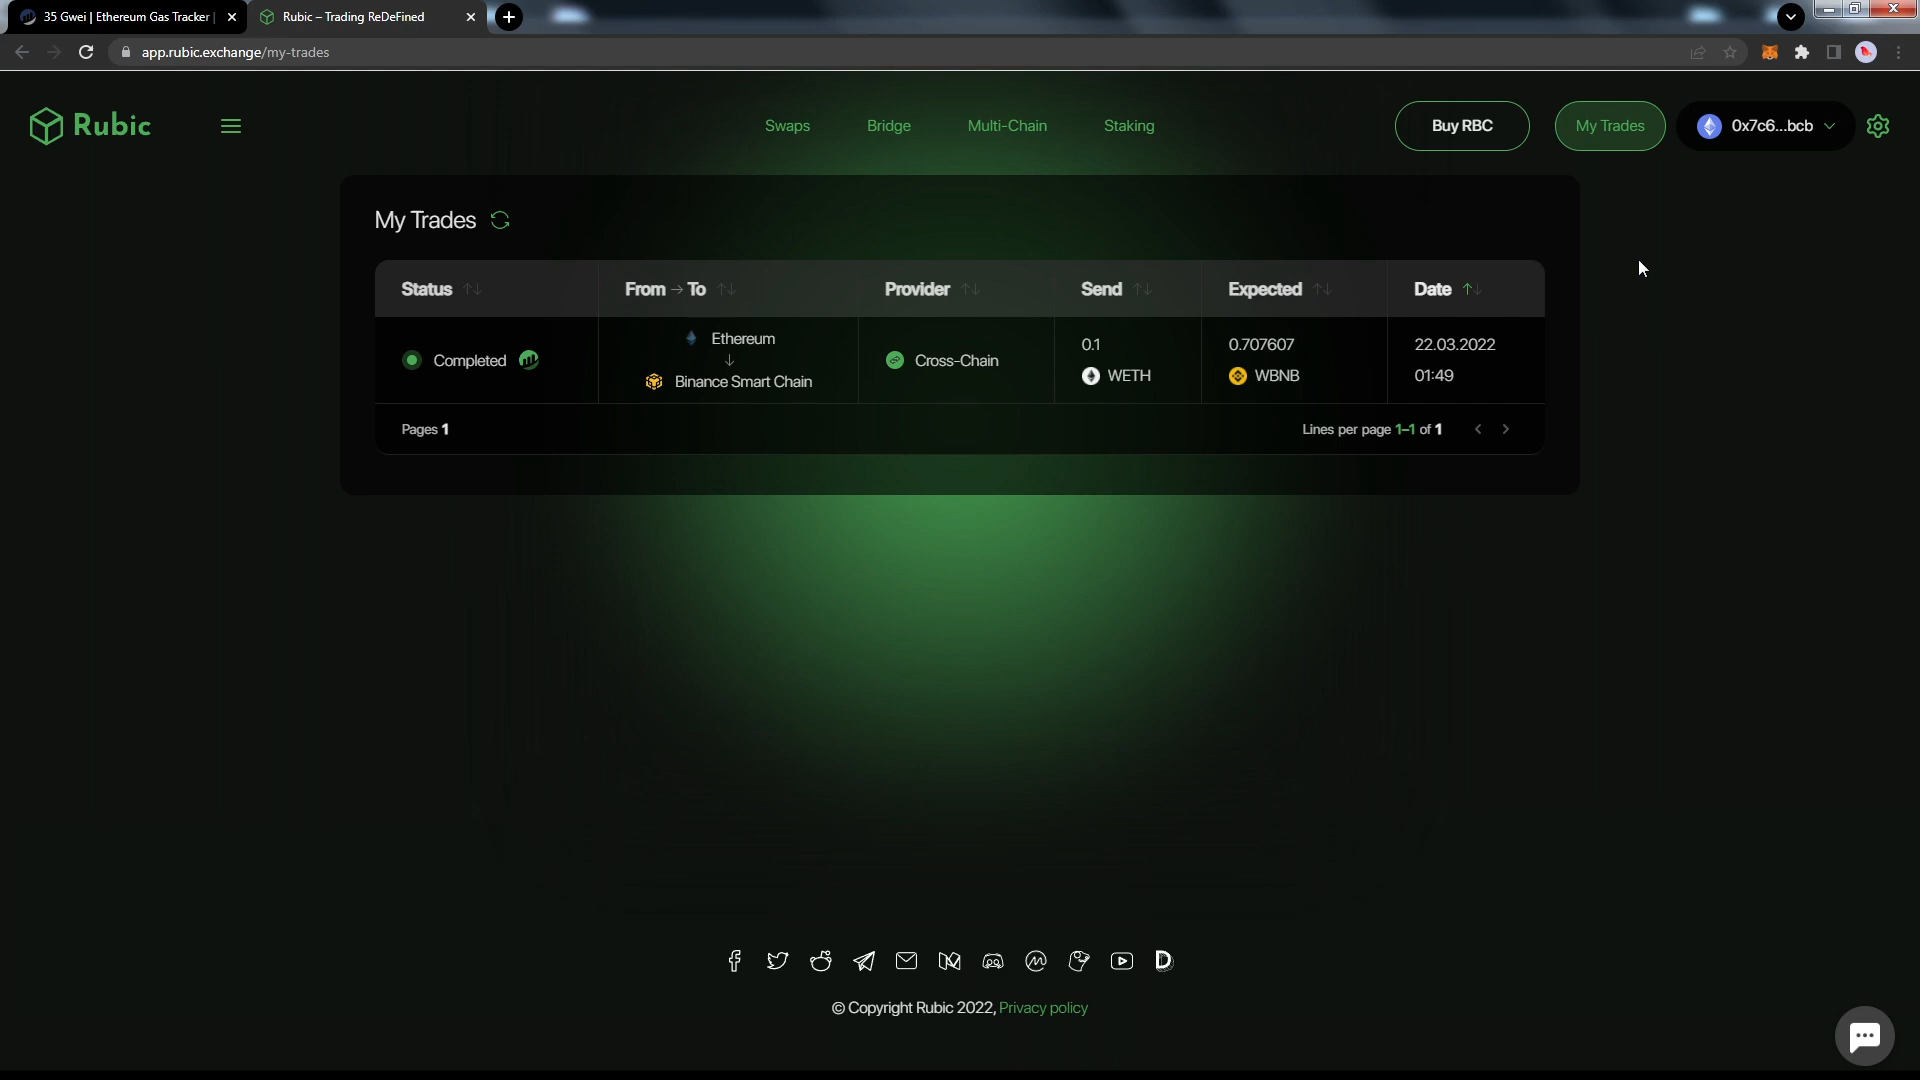 35 Gwei | Ethereum Gas Tracker |
Rubic – Trading ReDeFined
app.rubic.exchange/my-trades
Rubic
Swaps
Bridge
Multi-Chain
Staking
Buy RBC
My Trades
0x7c6...bcb
My Trades
Status
From → To
Provider
Send
Expected
Date
Completed
Ethereum
↓
Binance Smart Chain
Cross-Chain
0.1
WETH
0.707607
WBNB
22.03.2022
01:49
Pages 1
Lines per page 1–1 of 1
© Copyright Rubic 2022, Privacy policy